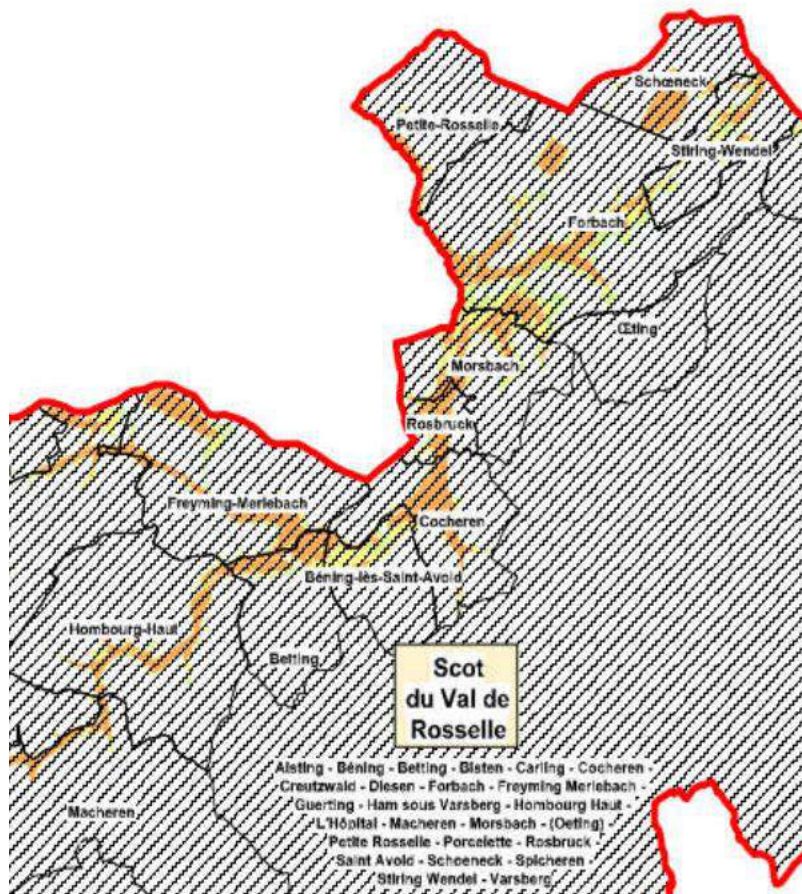 Schœneck
Petite-Rosselle
Stiring-Wendel
Forbach
Œting
Morsbach
Rosbruck
Freyming-Merlebach
Cocheren
Béning-lès-Saint-Avold
Hombourg-Haut
Betting
Scot
du Val de
Rosselle
Alsting - Béning - Betting - Bisten - Carling - Cocheren -
Creutzwald - Diesen - Forbach - Freyming Merlebach -
Guerting - Ham sous Varsberg - Hombourg Haut -
L'Hôpital - Macheren - Morsbach - (Oeting) -
Petite Rosselle - Porcelette - Rosbruck -
Saint Avold - Schoeneck - Spicheren -
Stiring Wendel - Varsberg
Macheren